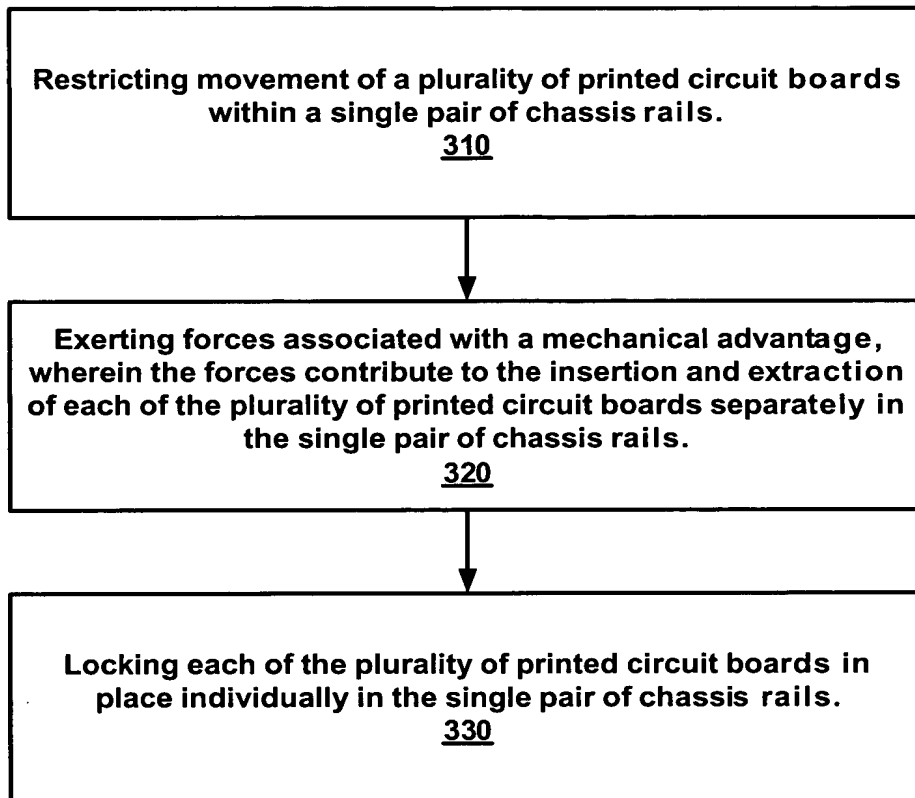 Restricting movement of a plurality of printed circuit boards
within a single pair of chassis rails.
310
Exerting forces associated with a mechanical advantage,
wherein the forces contribute to the insertion and extraction
of each of the plurality of printed circuit boards separately in
the single pair of chassis rails.
320
Locking each of the plurality of printed circuit boards in
place individually in the single pair of chassis rails.
330